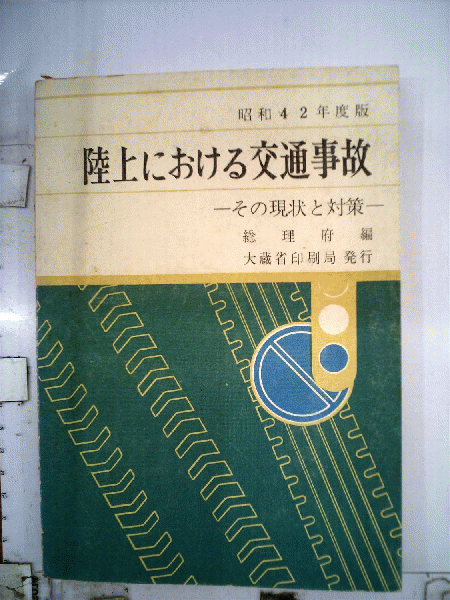 昭和42年度版
陸上における交通事故
―その現状と対策―
総理府編
大蔵省印刷局 発行